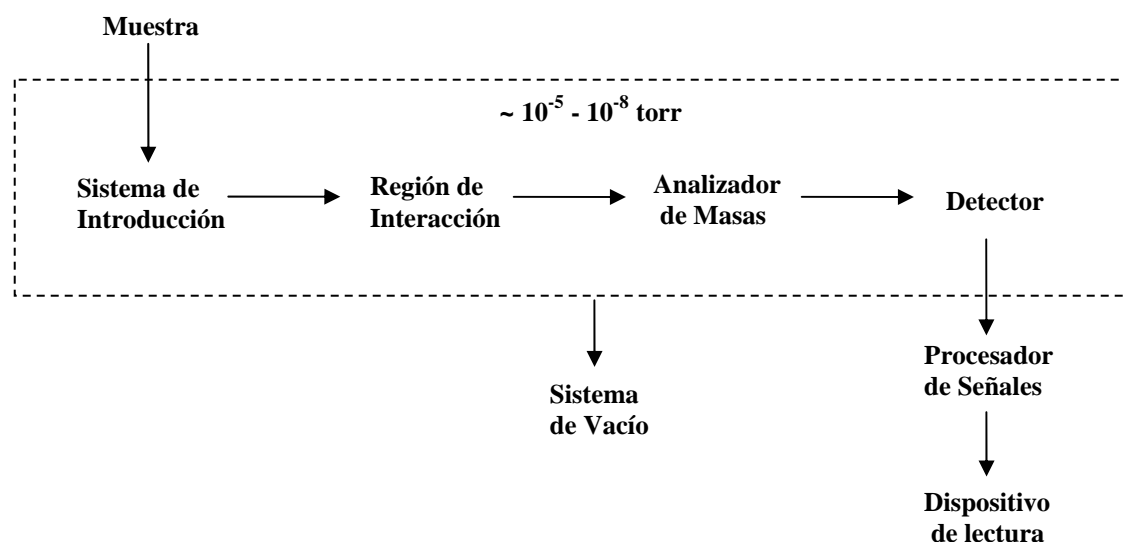 Muestra
~ 10⁻⁵ - 10⁻⁸ torr
Sistema de
Introducción
Región de
Interacción
Analizador
de Masas
Detector
Sistema
de Vacío
Procesador
de Señales
Dispositivo
de lectura